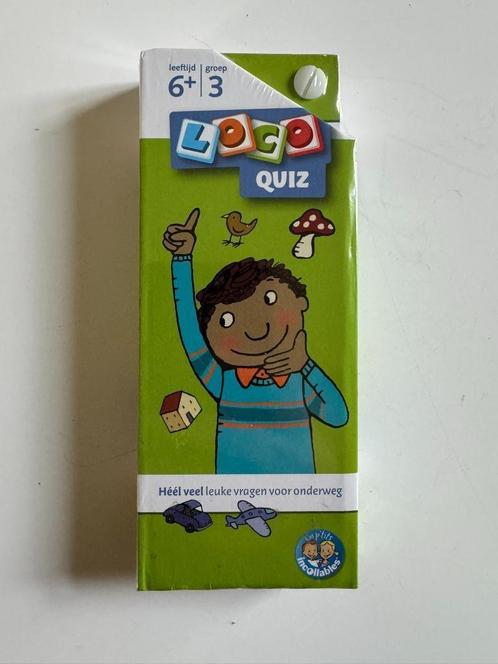 leeftijd groep
6+ 3
LOCO
QUIZ
Héél veel leuke vragen voor onderweg
Les p'tits
incollables